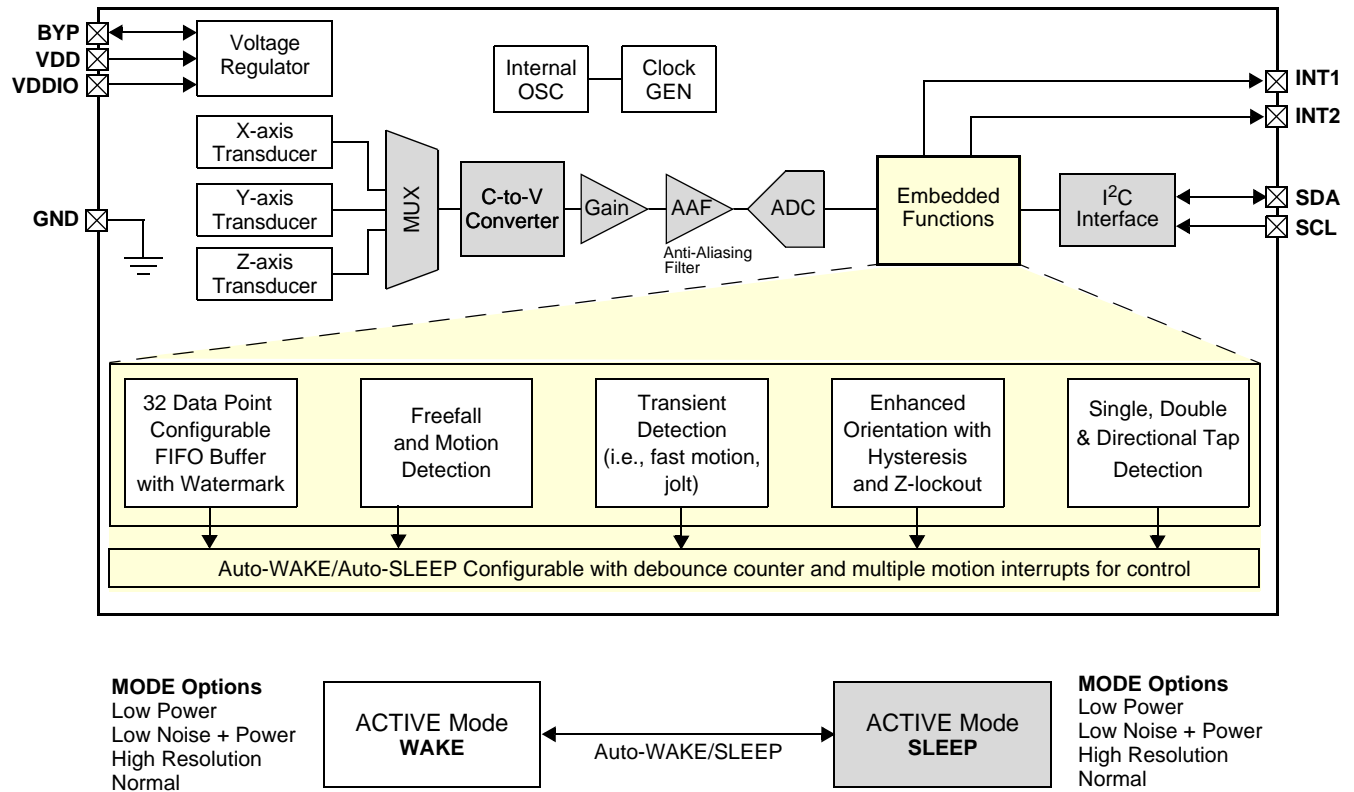 BYP
VDD
VDDIO
Voltage
Regulator
Internal
OSC
Clock
GEN
INT1
INT2
X-axis
Transducer
Y-axis
Transducer
Z-axis
Transducer
MUX
C-to-V
Converter
Gain
AAF
Anti-Aliasing
Filter
ADC
Embedded
Functions
I2C
Interface
SDA
SCL
GND
32 Data Point
Configurable
FIFO Buffer
with Watermark
Freefall
and Motion
Detection
Transient
Detection
(i.e., fast motion,
jolt)
Enhanced
Orientation with
Hysteresis
and Z-lockout
Single, Double
& Directional Tap
Detection
Auto-WAKE/Auto-SLEEP Configurable with debounce counter and multiple motion interrupts for control
MODE Options
Low Power
Low Noise + Power
High Resolution
Normal
ACTIVE Mode
WAKE
Auto-WAKE/SLEEP
ACTIVE Mode
SLEEP
MODE Options
Low Power
Low Noise + Power
High Resolution
Normal